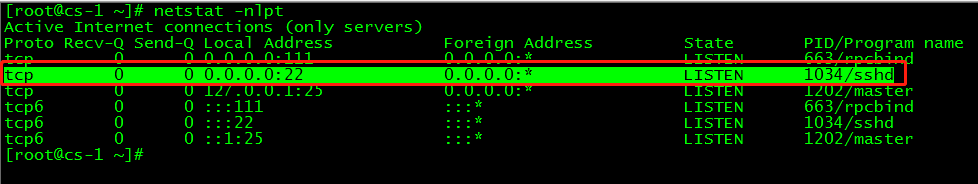 [root@cs-1 ~]# netstat -nlpt
Active Internet connections (only servers)
Proto Recv-Q Send-Q Local Address           Foreign Address         State       PID/Program name
tcp        0      0 0.0.0.0:111             0.0.0.0:*               LISTEN      663/rpcbind
tcp        0      0 0.0.0.0:22              0.0.0.0:*               LISTEN      1034/sshd
tcp        0      0 127.0.0.1:25            0.0.0.0:*               LISTEN      1202/master
tcp6       0      0 :::111                  :::*                    LISTEN      663/rpcbind
tcp6       0      0 :::22                   :::*                    LISTEN      1034/sshd
tcp6       0      0 ::1:25                  :::*                    LISTEN      1202/master
[root@cs-1 ~]#